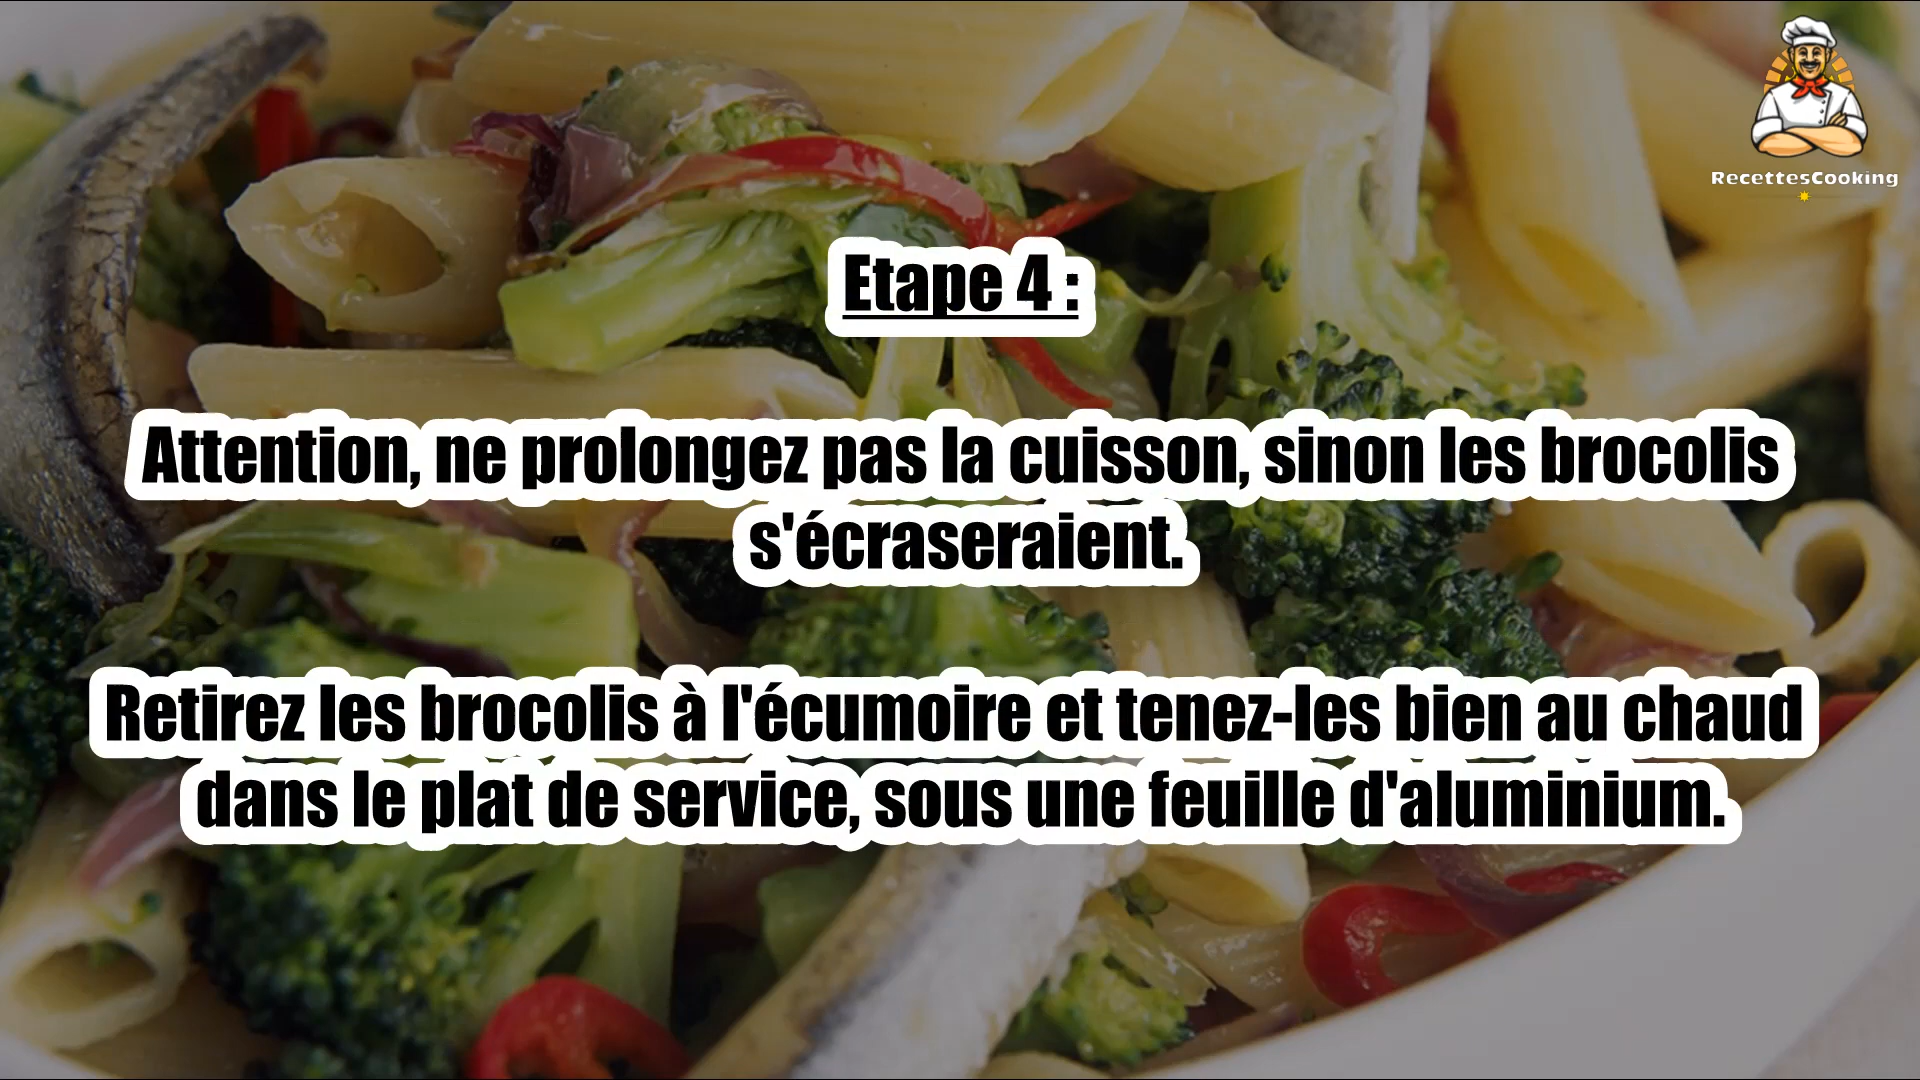 RecettesCooking
Etape 4 :
Attention, ne prolongez pas la cuisson, sinon les brocolis
s'écraseraient.
Retirez les brocolis à l'écumoire et tenez-les bien au chaud
dans le plat de service, sous une feuille d'aluminium.